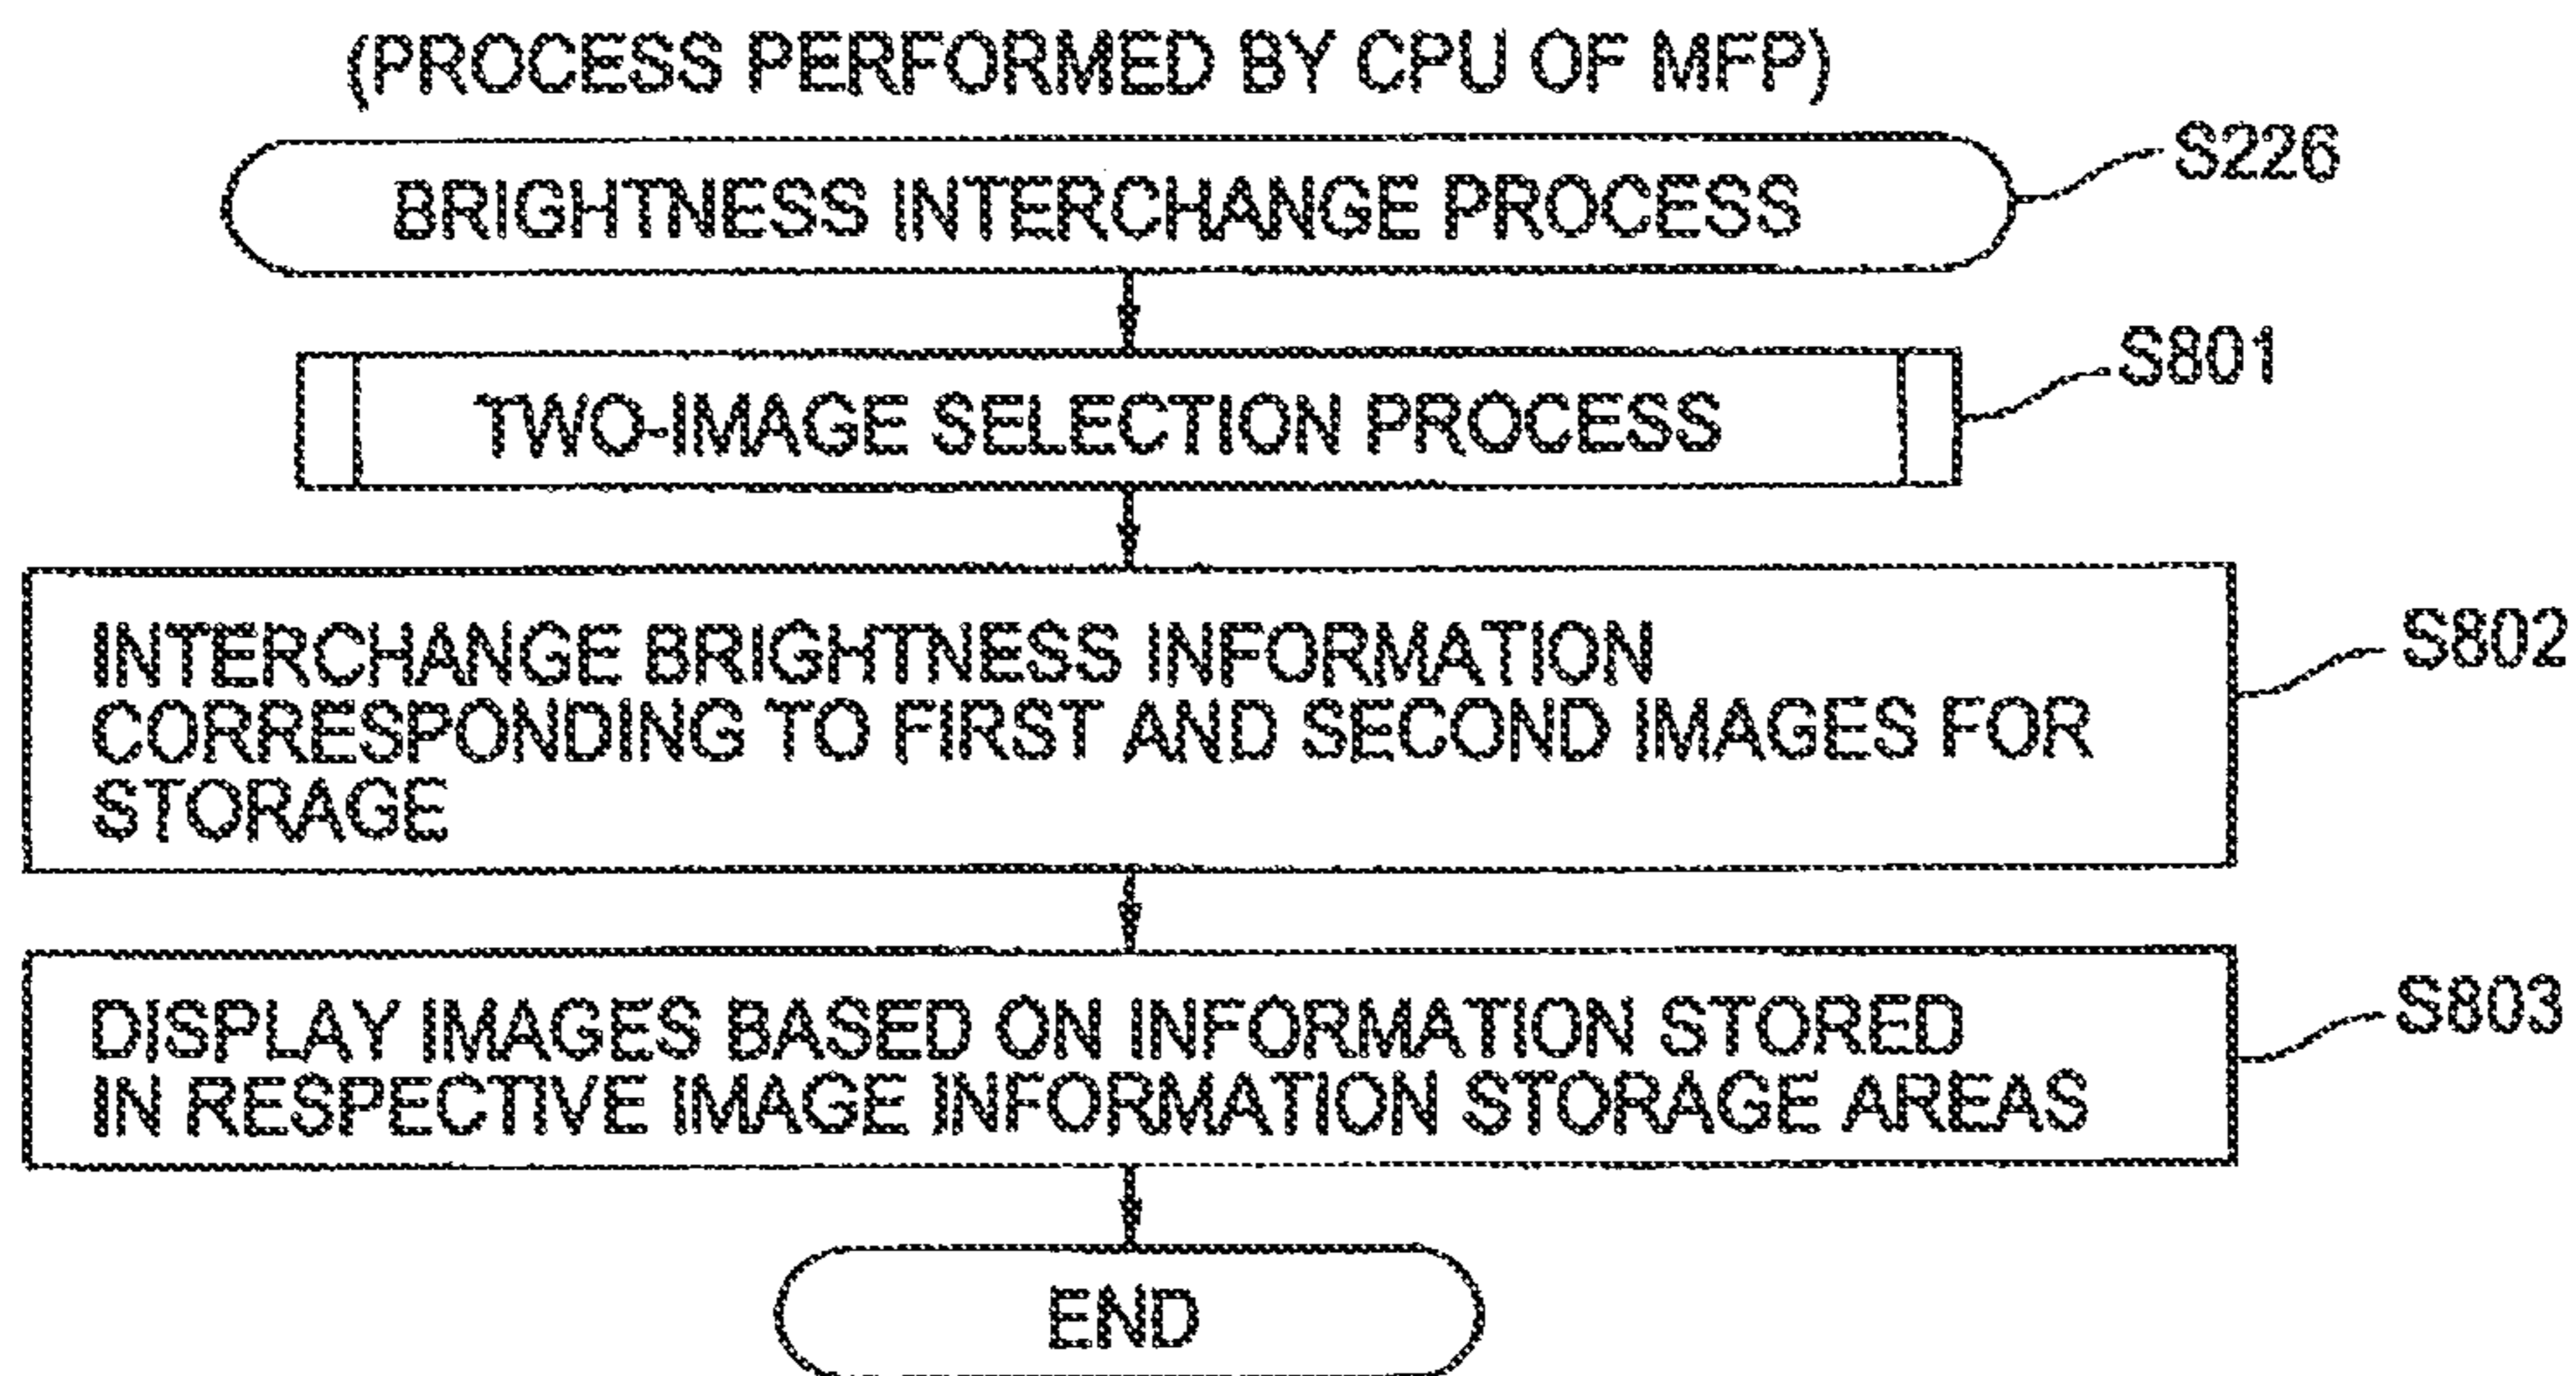 (PROCESS PERFORMED BY CPU OF MFP)
BRIGHTNESS INTERCHANGE PROCESS
S226
TWO-IMAGE SELECTION PROCESS
S801
INTERCHANGE BRIGHTNESS INFORMATION
CORRESPONDING TO FIRST AND SECOND IMAGES FOR
STORAGE
S802
DISPLAY IMAGES BASED ON INFORMATION STORED
IN RESPECTIVE IMAGE INFORMATION STORAGE AREAS
S803
END